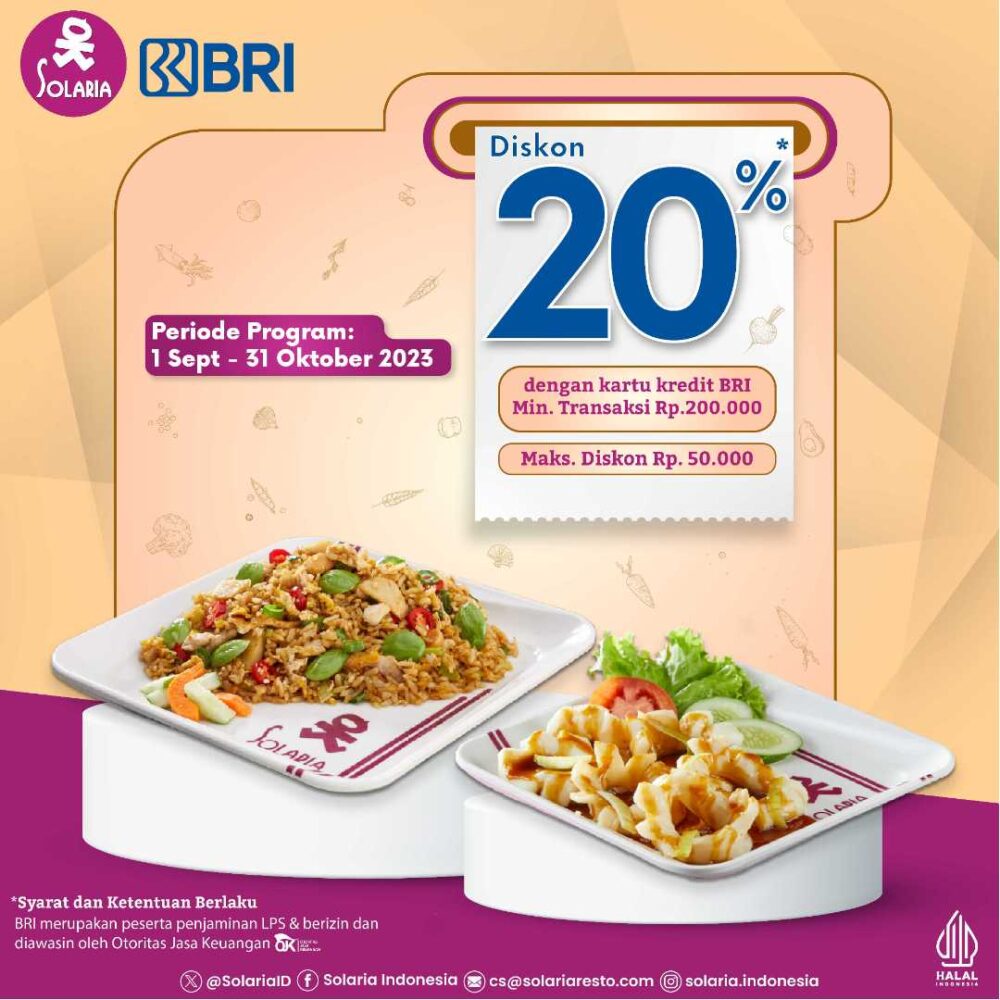 SOLARIA
BRI
Diskon
20%*
Periode Program:
1 Sept - 31 Oktober 2023
dengan kartu kredit BRI
Min. Transaksi Rp.200.000
Maks. Diskon Rp. 50.000
SOLARIA
SOLARIA
*Syarat dan Ketentuan Berlaku
BRI merupakan peserta penjaminan LPS & berizin dan
diawasin oleh Otoritas Jasa Keuangan
@SolariaID Solaria Indonesia cs@solariaresto.com solaria.indonesia
HALAL
INDONESIA